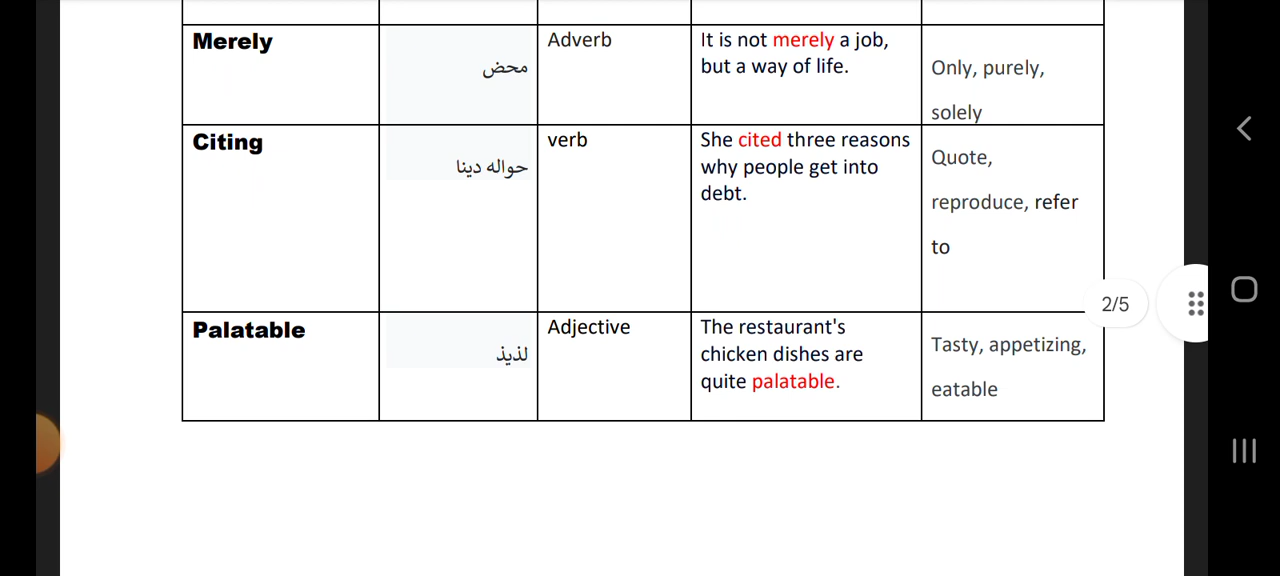 Merely
محض
Adverb
It is not merely a job,
but a way of life.
Only, purely,
solely
Citing
حواله دینا
verb
She cited three reasons
why people get into
debt.
Quote,
reproduce, refer
to
2/5
Palatable
لذیذ
Adjective
The restaurant's
chicken dishes are
quite palatable.
Tasty, appetizing,
eatable